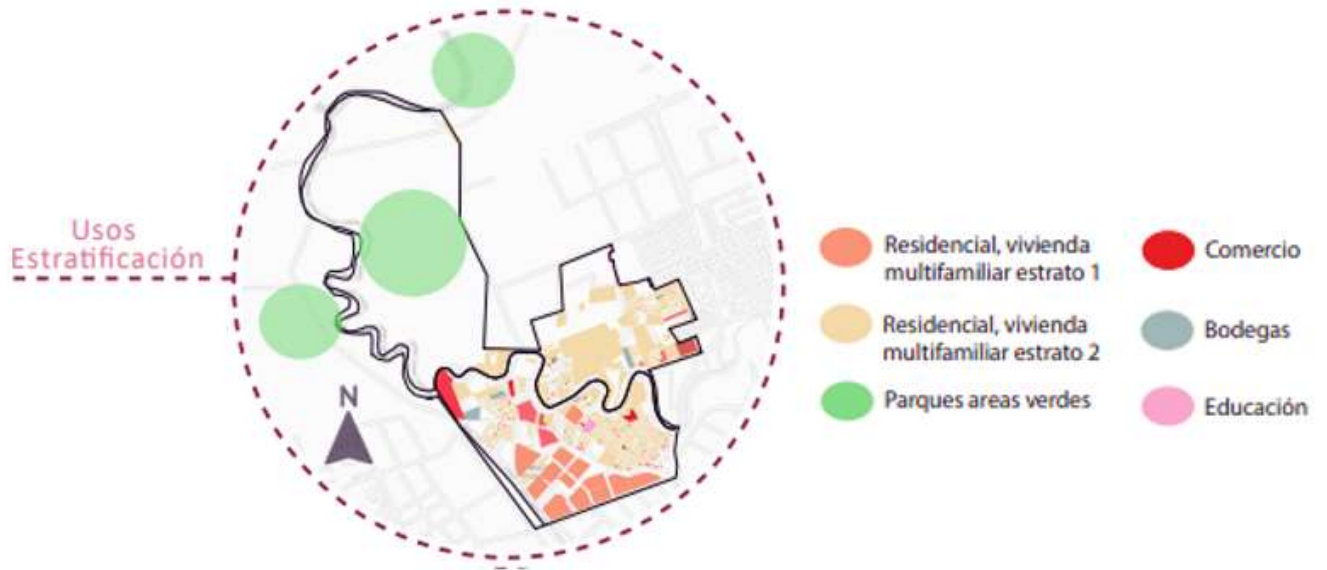 Usos
Estratificación
N
Residencial, vivienda
multifamiliar estrato 1
Residencial, vivienda
multifamiliar estrato 2
Parques areas verdes
Comercio
Bodegas
Educación